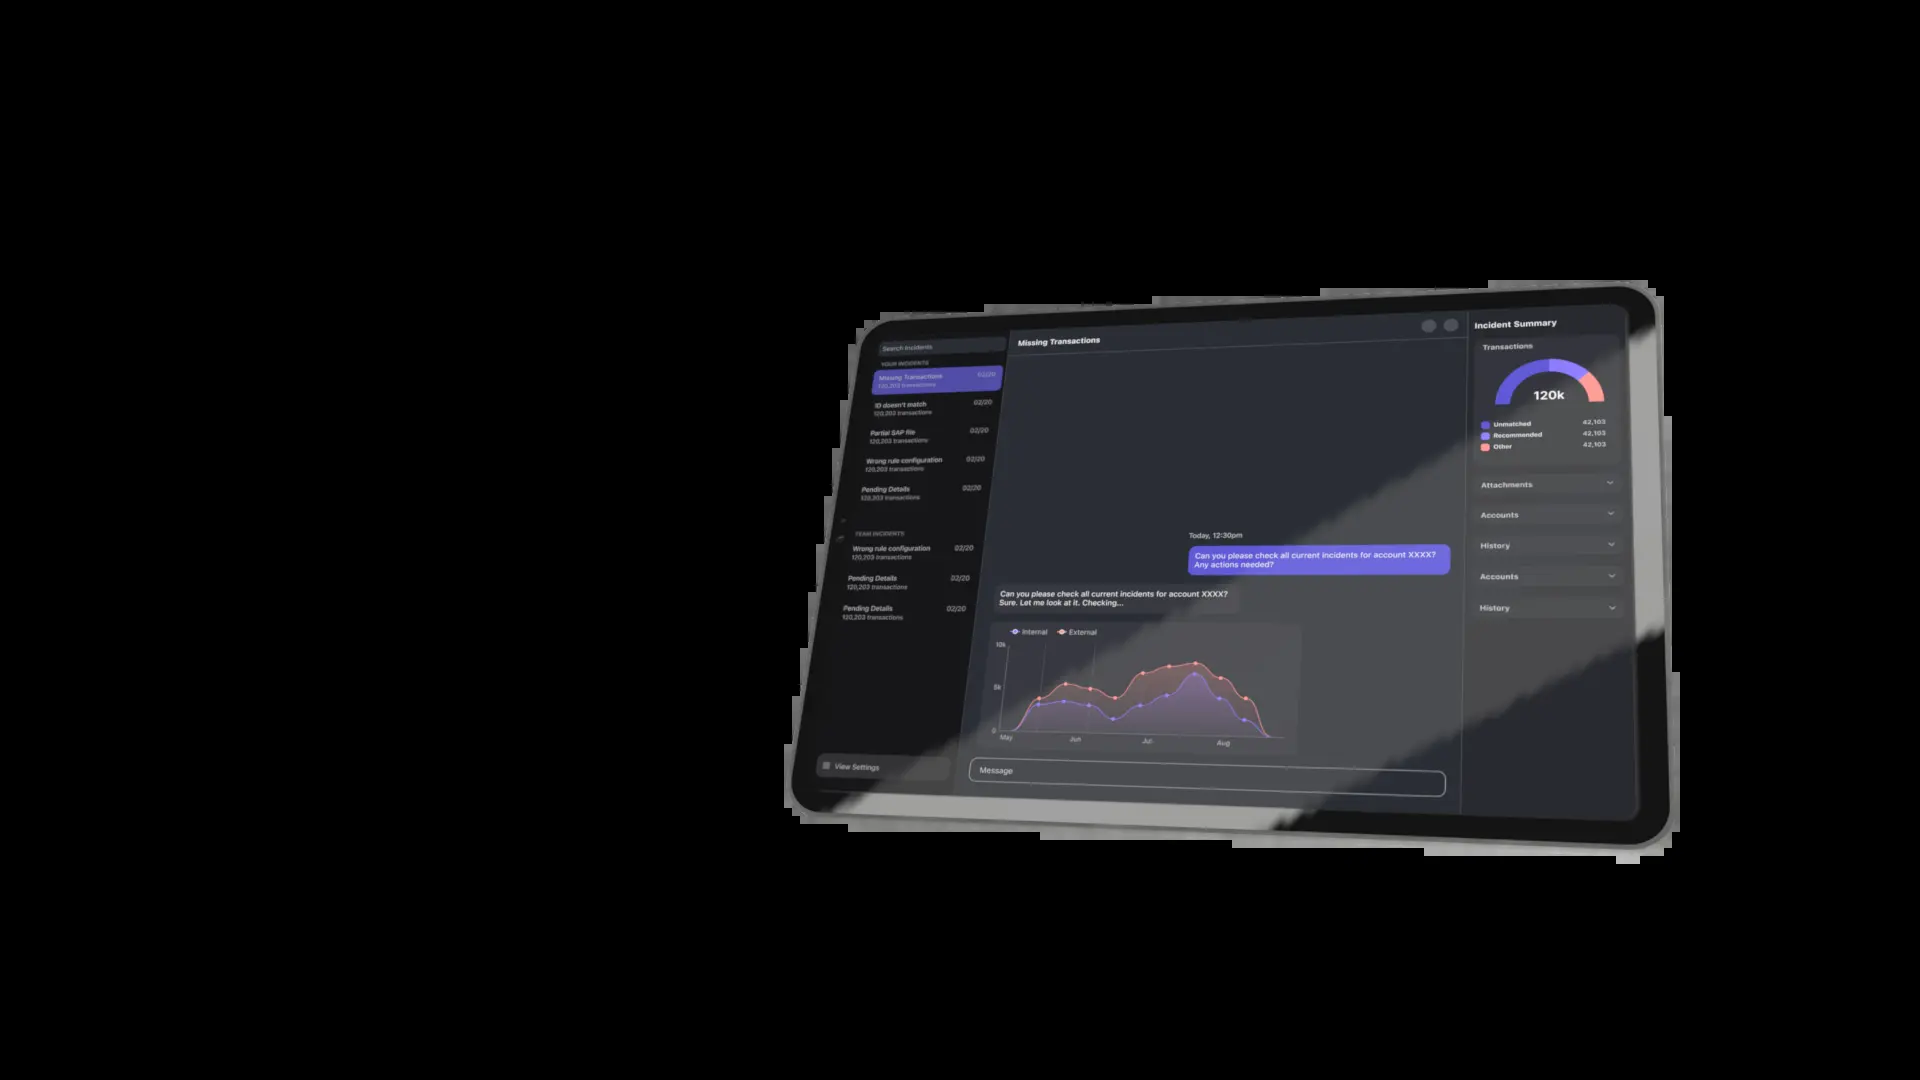 Search Incidents
YOUR INCIDENTS
Missing Transactions 02/20
120,203 transactions
ID doesn't match 02/20
120,203 transactions
Partial SAP file 02/20
120,203 transactions
Wrong rule configuration 02/20
120,203 transactions
Pending Details 02/20
120,203 transactions
TEAM INCIDENTS
Wrong rule configuration 02/20
120,203 transactions
Pending Details 02/20
120,203 transactions
Pending Details 02/20
120,203 transactions
View Settings
Missing Transactions
Today, 12:30pm
Can you please check all current incidents for account XXXX?
Any actions needed?
Can you please check all current incidents for account XXXX?
Sure. Let me look at it. Checking...
Internal External
10k
5k
0
May Jun Jul Aug
Message
Incident Summary
Transactions
120k
Unmatched 42,103
Recommended 42,103
Other 42,103
Attachments
Accounts
History
Accounts
History